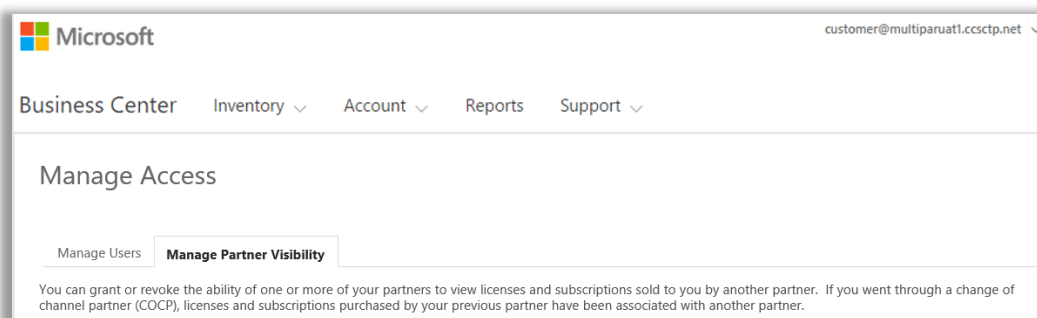 Microsoft
customer@multiparuat1.ccsctp.net
Business Center Inventory Account Reports Support
Manage Access
Manage Users Manage Partner Visibility
You can grant or revoke the ability of one or more of your partners to view licenses and subscriptions sold to you by another partner. If you went through a change of
channel partner (COCP), licenses and subscriptions purchased by your previous partner have been associated with another partner.